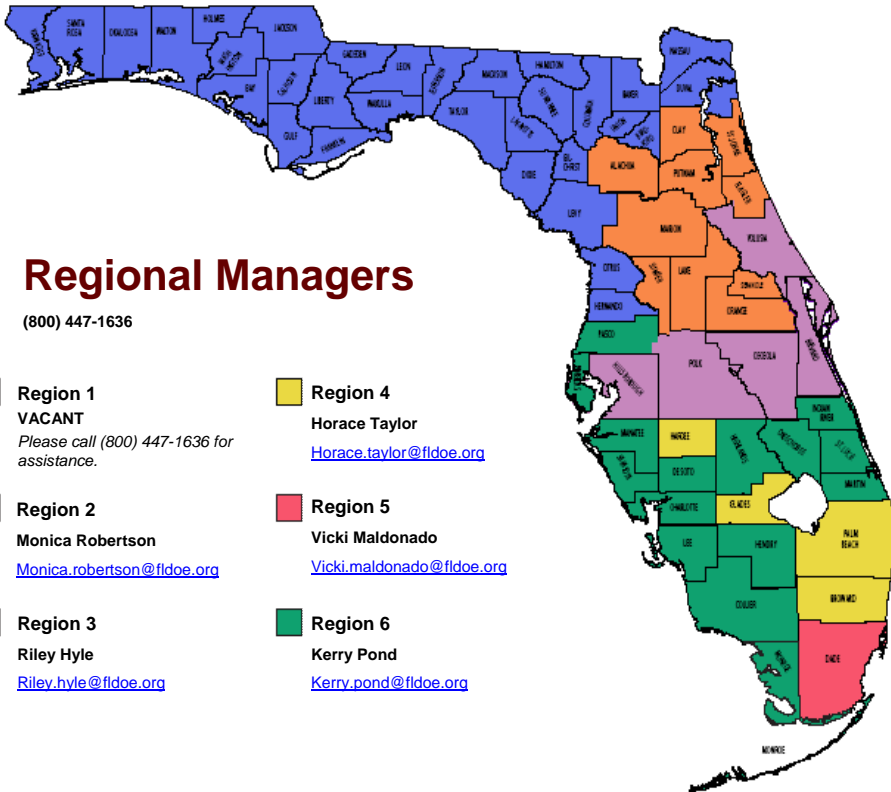 SANTA
ROSA
OKALOOSA
WALTON
HOLMES
JACKSON
WASH
INGTON
BAY
CALHOUN
GULF
LIBERTY
FRANKLIN
GADSDEN
LEON
WAKULLA
JEFFERSON
MADISON
TAYLOR
HAMILTON
SUWANNEE
LAFAYETTE
DIXIE
COLUMBIA
GIL
CHRIST
LEVY
BAKER
UNION
NASSAU
DUVAL
CLAY
ST JOHNS
ALACHUA
PUTNAM
FLAGLER
MARION
VOLUSIA
CITRUS
SUMTER
LAKE
SEMINOLE
HERNANDO
ORANGE
PASCO
HILLSBOROUGH
POLK
OSCEOLA
BREVARD
INDIAN
RIVER
MANATEE
HARDEE
HIGHLANDS
OKEECHOBEE
ST. LUCIE
SARASOTA
DESOTO
MARTIN
CHARLOTTE
GLADES
PALM
BEACH
LEE
HENDRY
BROWARD
COLLIER
MONROE
DADE
MONROE
Regional Managers
(800) 447-1636
Region 1
VACANT
Please call (800) 447-1636 for
assistance.
Region 2
Monica Robertson
Monica.robertson@fldoe.org
Region 3
Riley Hyle
Riley.hyle@fldoe.org
Region 4
Horace Taylor
Horace.taylor@fldoe.org
Region 5
Vicki Maldonado
Vicki.maldonado@fldoe.org
Region 6
Kerry Pond
Kerry.pond@fldoe.org